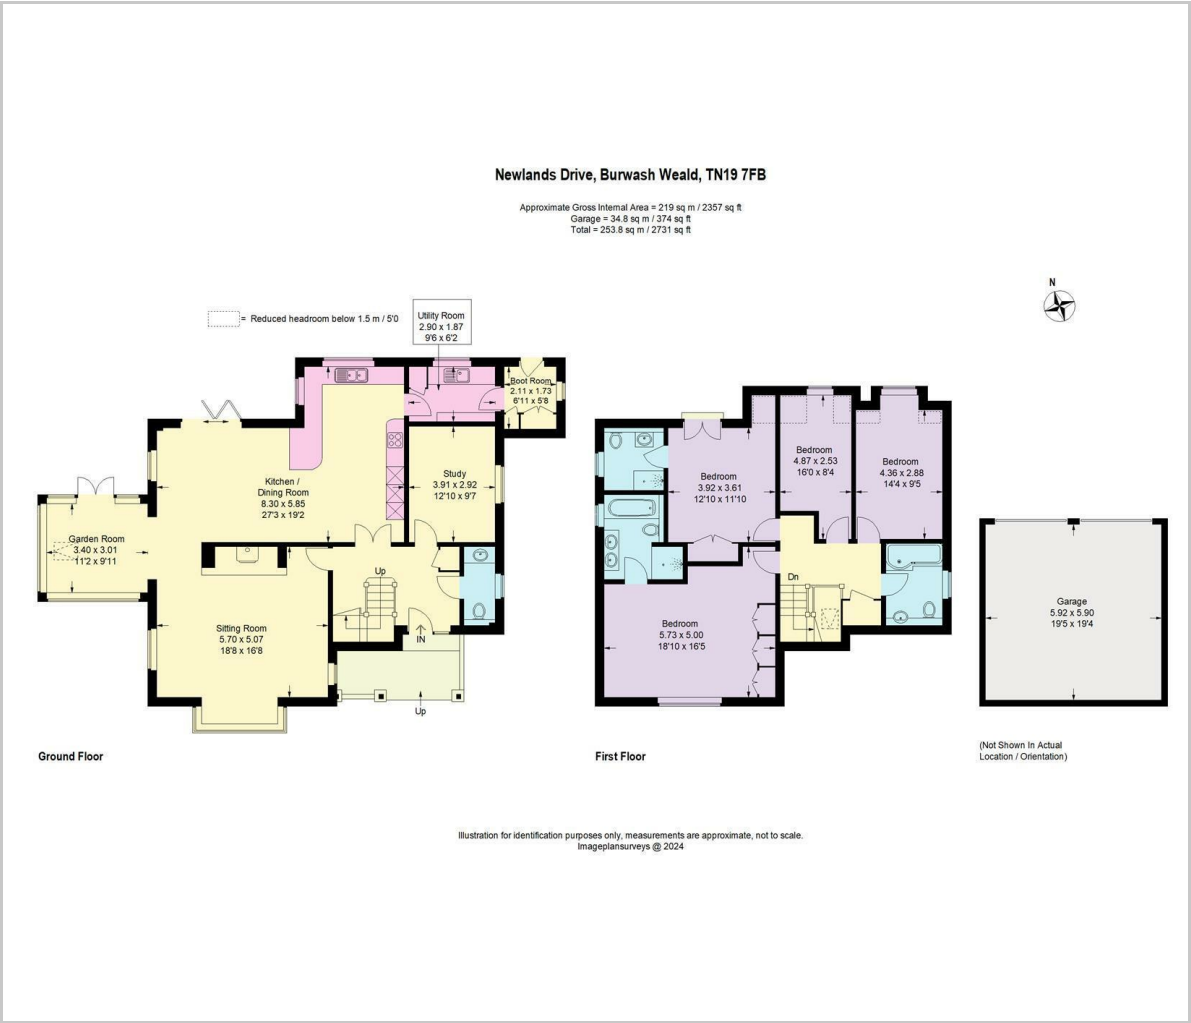 Newlands Drive, Burwash Weald, TN19 7FB
Approximate Gross Internal Area = 219 sq m / 2357 sq ft
Garage = 34.8 sq m / 374 sq ft
Total = 253.8 sq m / 2731 sq ft
N
= Reduced headroom below 1.5 m / 5'0
Utility Room
2.90 x 1.87
9'6 x 6'2
Boot Room
2.11 x 1.73
6'11 x 5'8
Kitchen /
Dining Room
8.30 x 5.85
27'3 x 19'2
Study
3.91 x 2.92
12'10 x 9'7
Garden Room
3.40 x 3.01
11'2 x 9'11
Sitting Room
5.70 x 5.07
18'8 x 16'8
Up
IN
Up
Ground Floor
Bedroom
3.92 x 3.61
12'10 x 11'10
Bedroom
4.87 x 2.53
16'0 x 8'4
Bedroom
4.36 x 2.88
14'4 x 9'5
Dn
Bedroom
5.73 x 5.00
18'10 x 16'5
First Floor
Garage
5.92 x 5.90
19'5 x 19'4
(Not Shown In Actual
Location / Orientation)
Illustration for identification purposes only, measurements are approximate, not to scale.
Imageplansurveys @ 2024